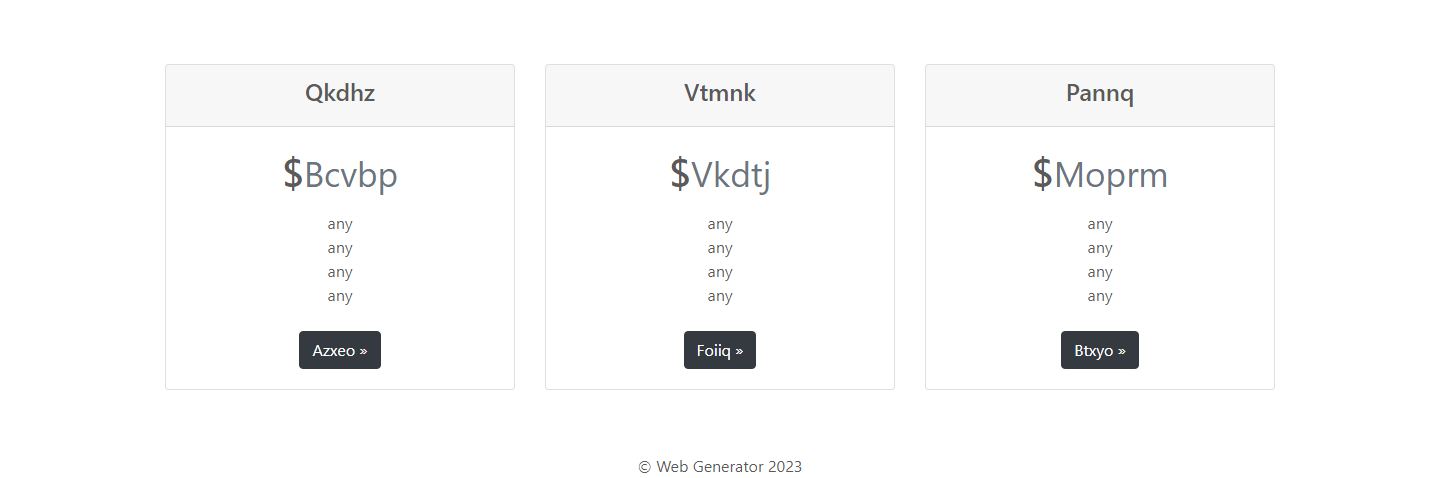 Qkdhz
$Bcvbp
any
any
any
any
Azxeo »
Vtmnk
$Vkdtj
any
any
any
any
Foiiq »
Pannq
$Moprm
any
any
any
any
Btxyo »
© Web Generator 2023